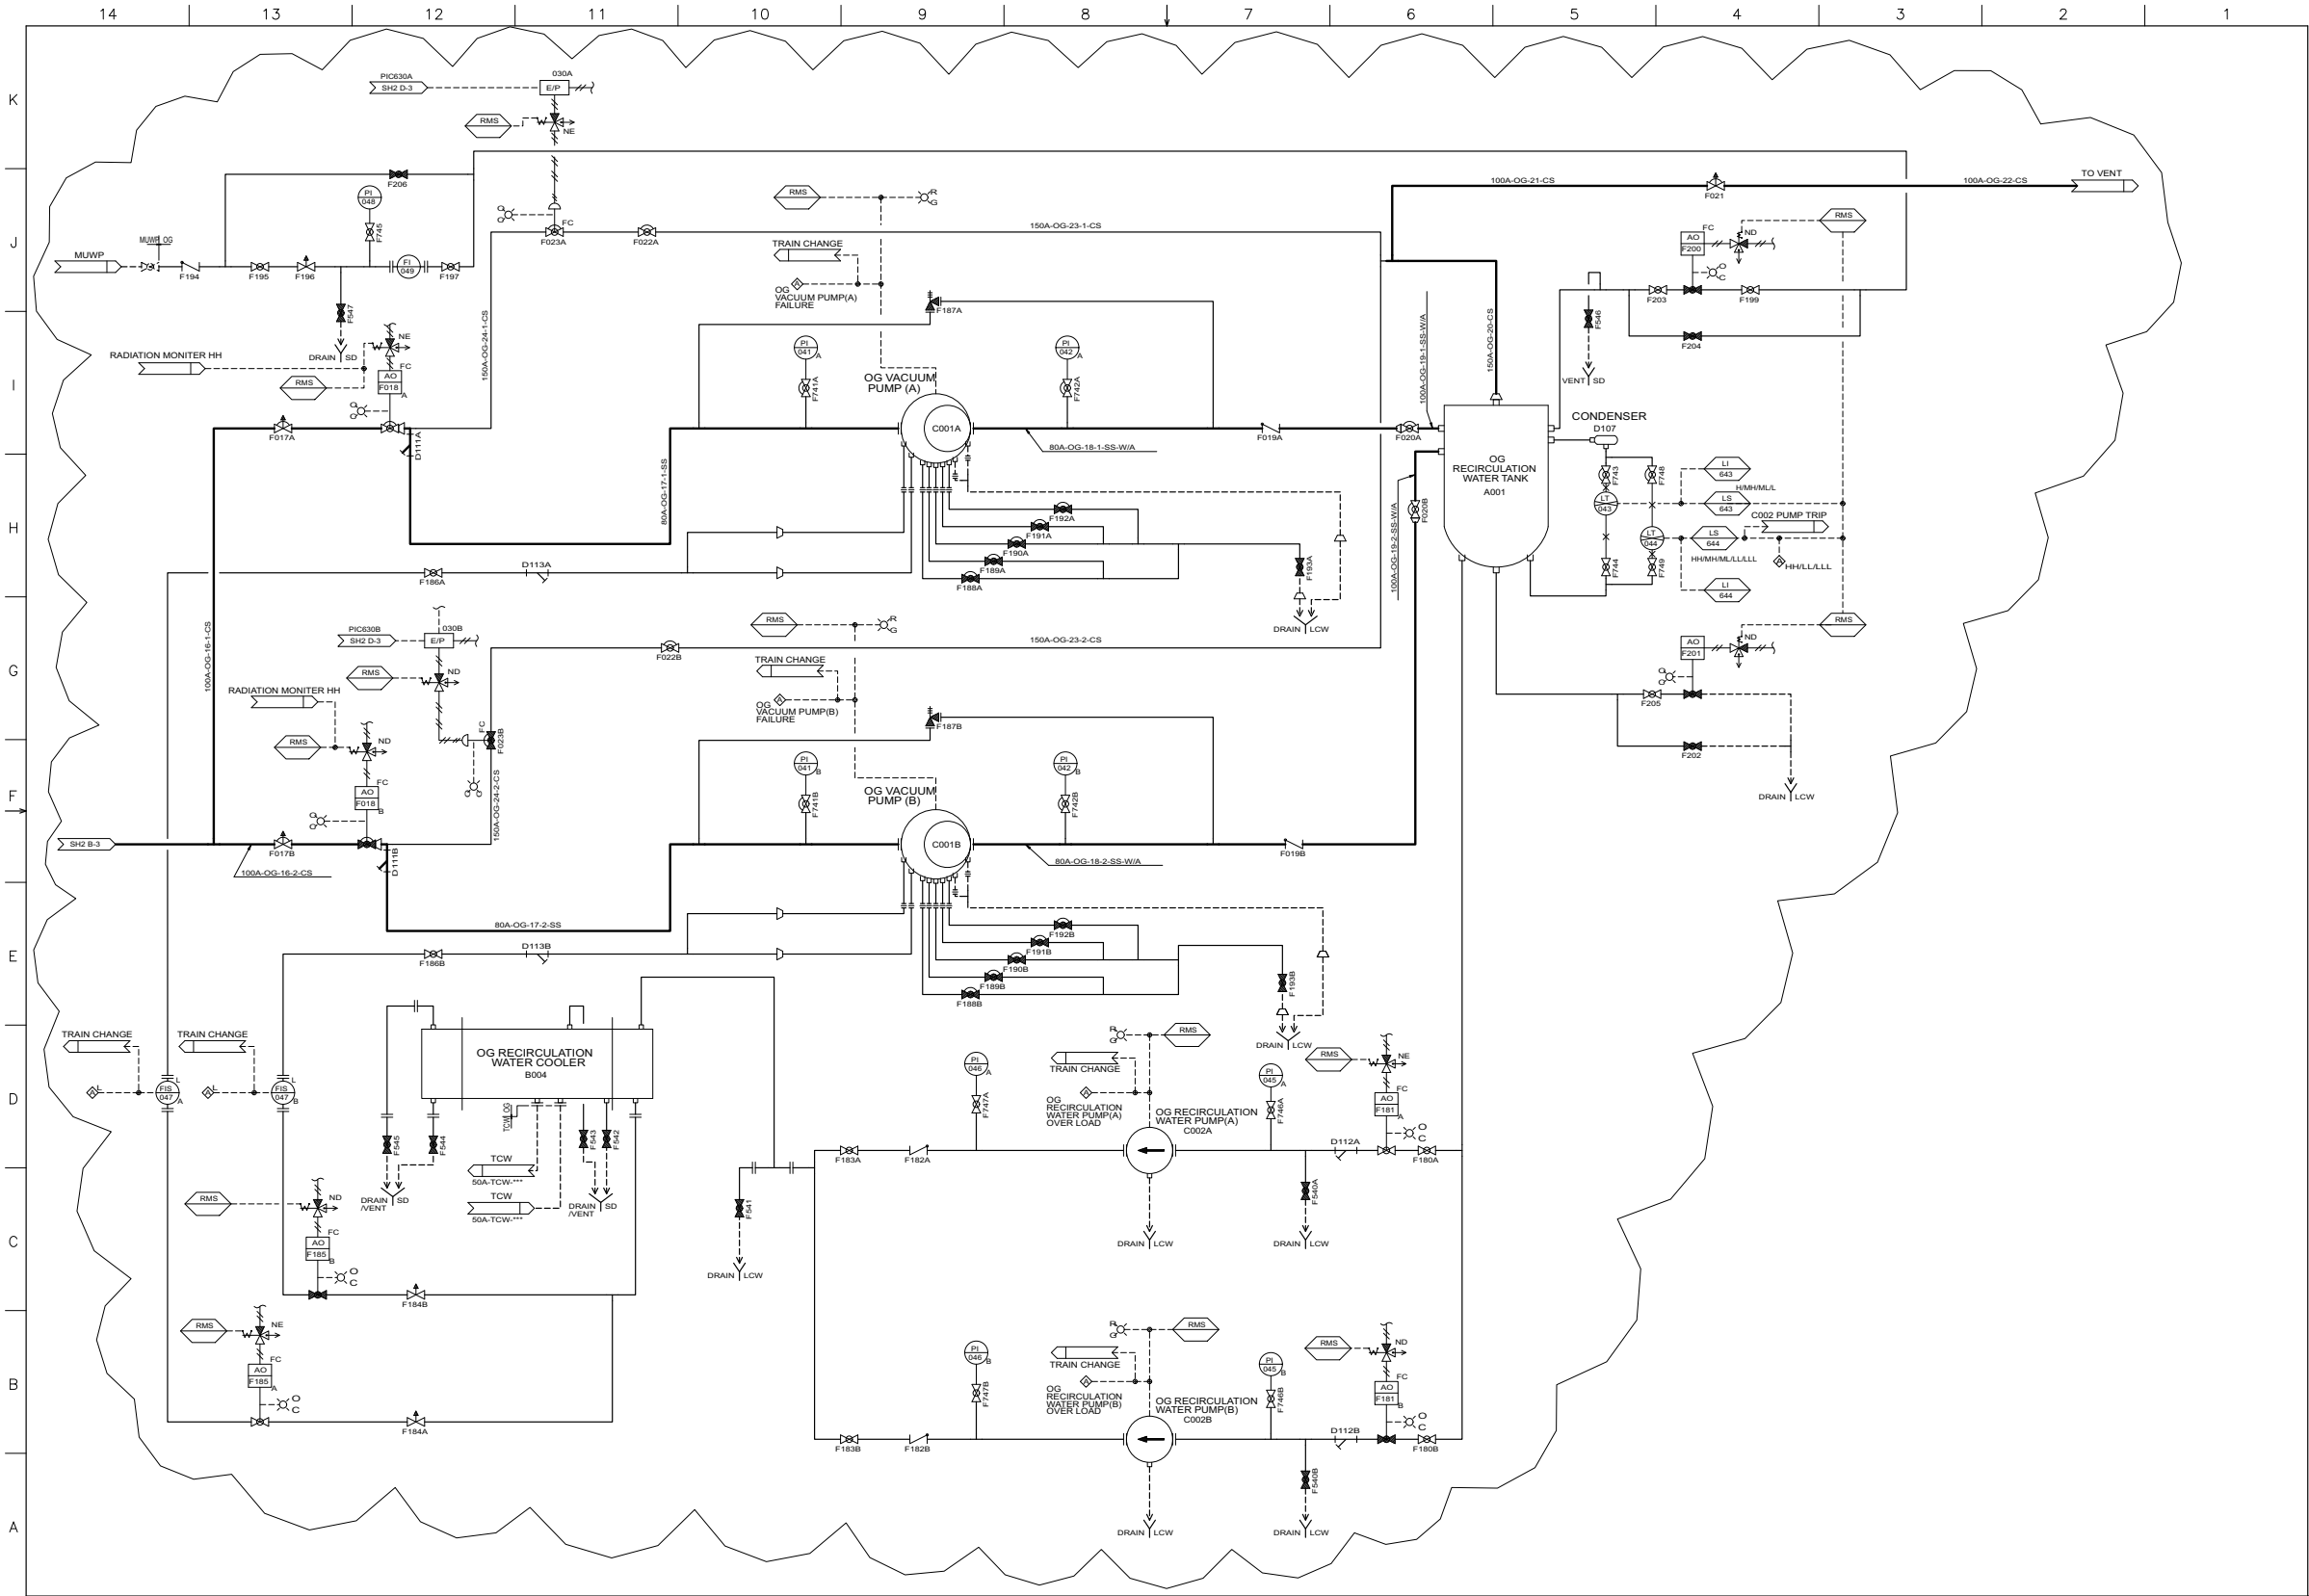 14 13 12 11 10 9 8 7 6 5 4 3 2 1
K
PIC630A
SH2 D-3
030A
E/P
RMS
NE
F206
PI
048
F745
MUWP_OG
MUWP
F194
F195
F196
FI
049
F197
F547
DRAIN
SD
O
C
FC
F023A
F022A
150A-OG-23-1-CS
150A-OG-24-1-CS
RMS
R
G
TRAIN CHANGE
A
OG
VACUUM PUMP(A)
FAILURE
F187A
100A-OG-21-CS
F021
100A-OG-22-CS
TO VENT
J
FC
AO
F200
ND
RMS
O
C
F203
F199
F546
F204
VENT
SD
100A-OG-19-1-SS-W/A
150A-OG-20-CS
RADIATION MONITER HH
RMS
NE
FC
AO
F018
A
I
F017A
D111A
PI
041
A
F741A
OG VACUUM
PUMP (A)
C001A
PI
042
A
F742A
80A-OG-18-1-SS-W/A
F019A
F020A
CONDENSER
D107
OG
RECIRCULATION
WATER TANK
A001
80A-OG-17-1-SS
F743
F748
LT
043
LT
044
F744
F749
LI
643
H/MH/ML/L
LS
643
C002 PUMP TRIP
LS
644
HH/MH/ML/LL/LLL
A
HH/LL/LLL
LI
644
H
F192A
F191A
F190A
F189A
F188A
F193A
DRAIN
LCW
F020B
100A-OG-19-2-SS-W/A
F186A
D113A
100A-OG-16-1-CS
PIC630B
SH2 D-3
030B
E/P
RMS
ND
G
F022B
150A-OG-23-2-CS
RMS
R
G
TRAIN CHANGE
A
OG
VACUUM PUMP(B)
FAILURE
F187B
RMS
AO
F201
ND
F205
F202
DRAIN
LCW
RADIATION MONITER HH
RMS
ND
FC
AO
F018
B
FC
F023B
150A-OG-24-2-CS
F
SH2 B-3
F017B
100A-OG-16-2-CS
D111B
PI
041
B
F741B
OG VACUUM
PUMP (B)
C001B
PI
042
B
F742B
80A-OG-18-2-SS-W/A
F019B
80A-OG-17-2-SS
E
F186B
D113B
F192B
F191B
F190B
F189B
F188B
F193B
DRAIN
LCW
TRAIN CHANGE
TRAIN CHANGE
A
L
FIS
047
A
L
A
L
FIS
047
B
L
D
OG RECIRCULATION
WATER COOLER
B004
TCW_OG
F545
F544
F543
F542
DRAIN
/VENT
SD
TCW
50A-TCW-***
TCW
50A-TCW-***
DRAIN
/VENT
SD
PI
046
A
F747A
R
G
RMS
TRAIN CHANGE
A
OG
RECIRCULATION
WATER PUMP(A)
OVER LOAD
OG RECIRCULATION
WATER PUMP(A)
C002A
PI
045
A
F746A
RMS
NE
FC
AO
F181
A
O
C
D112A
F180A
F183A
F182A
F541
DRAIN
LCW
DRAIN
LCW
F540A
DRAIN
LCW
C
RMS
ND
FC
AO
F185
B
O
C
F184B
RMS
NE
FC
AO
F185
A
O
C
F184A
B
PI
046
B
F747B
R
G
RMS
TRAIN CHANGE
A
OG
RECIRCULATION
WATER PUMP(B)
OVER LOAD
OG RECIRCULATION
WATER PUMP(B)
C002B
PI
045
B
F746B
RMS
ND
FC
AO
F181
B
O
C
D112B
F180B
F183B
F182B
F540B
DRAIN
LCW
DRAIN
LCW
A